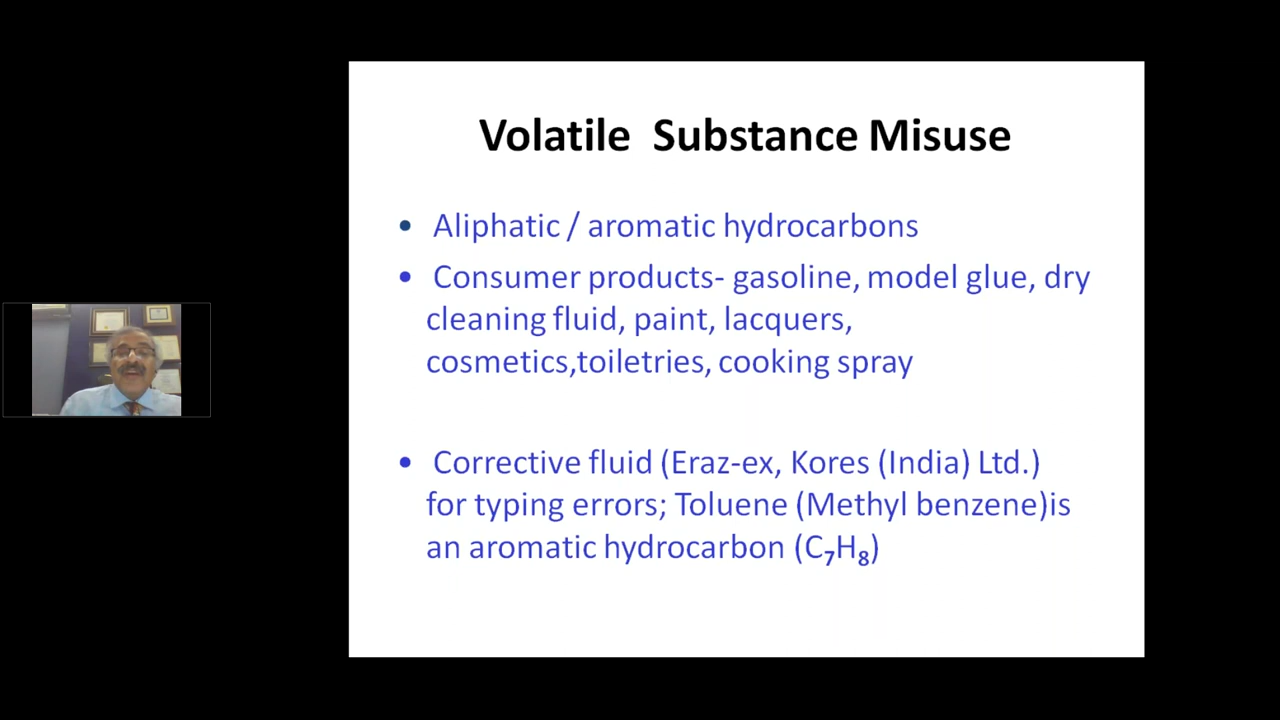 Volatile Substance Misuse
• Aliphatic / aromatic hydrocarbons
• Consumer products- gasoline, model glue, dry
cleaning fluid, paint, lacquers,
cosmetics,toiletries, cooking spray
• Corrective fluid (Eraz-ex, Kores (India) Ltd.)
for typing errors; Toluene (Methyl benzene)is
an aromatic hydrocarbon (C₇H₈)